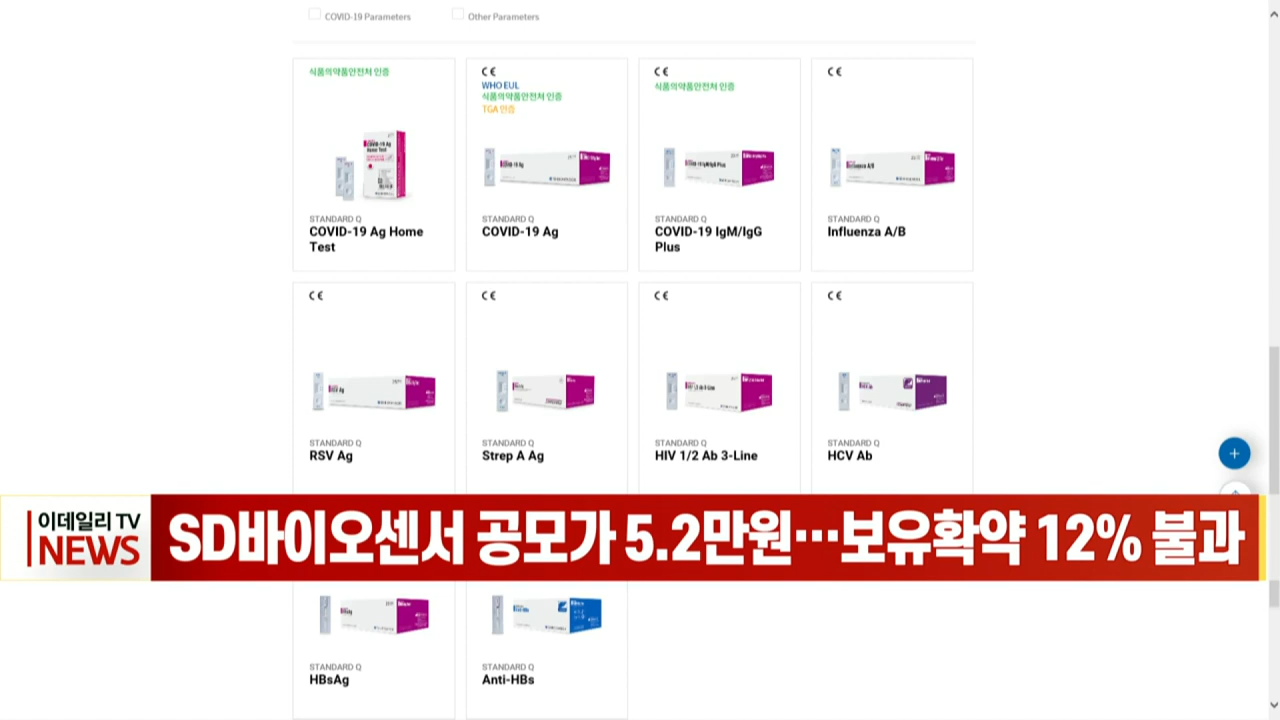 COVID-19 Parameters
Other Parameters
식품의약품안전처 인증
STANDARD Q
COVID-19 Ag Home
Test
CE
WHO EUL
식품의약품안전처 인증
TGA 인증
STANDARD Q
COVID-19 Ag
CE
식품의약품안전처 인증
STANDARD Q
COVID-19 IgM/IgG
Plus
CE
Influenza A/B
STANDARD Q
Influenza A/B
CE
RSV Ag
STANDARD Q
RSV Ag
CE
STANDARD Q
Strep A Ag
CE
STANDARD Q
HIV 1/2 Ab 3-Line
CE
STANDARD Q
HCV Ab
이데일리 TV
NEWS
SD바이오센서 공모가 5.2만원…보유확약 12% 불과
STANDARD Q
HBsAg
STANDARD Q
Anti-HBs